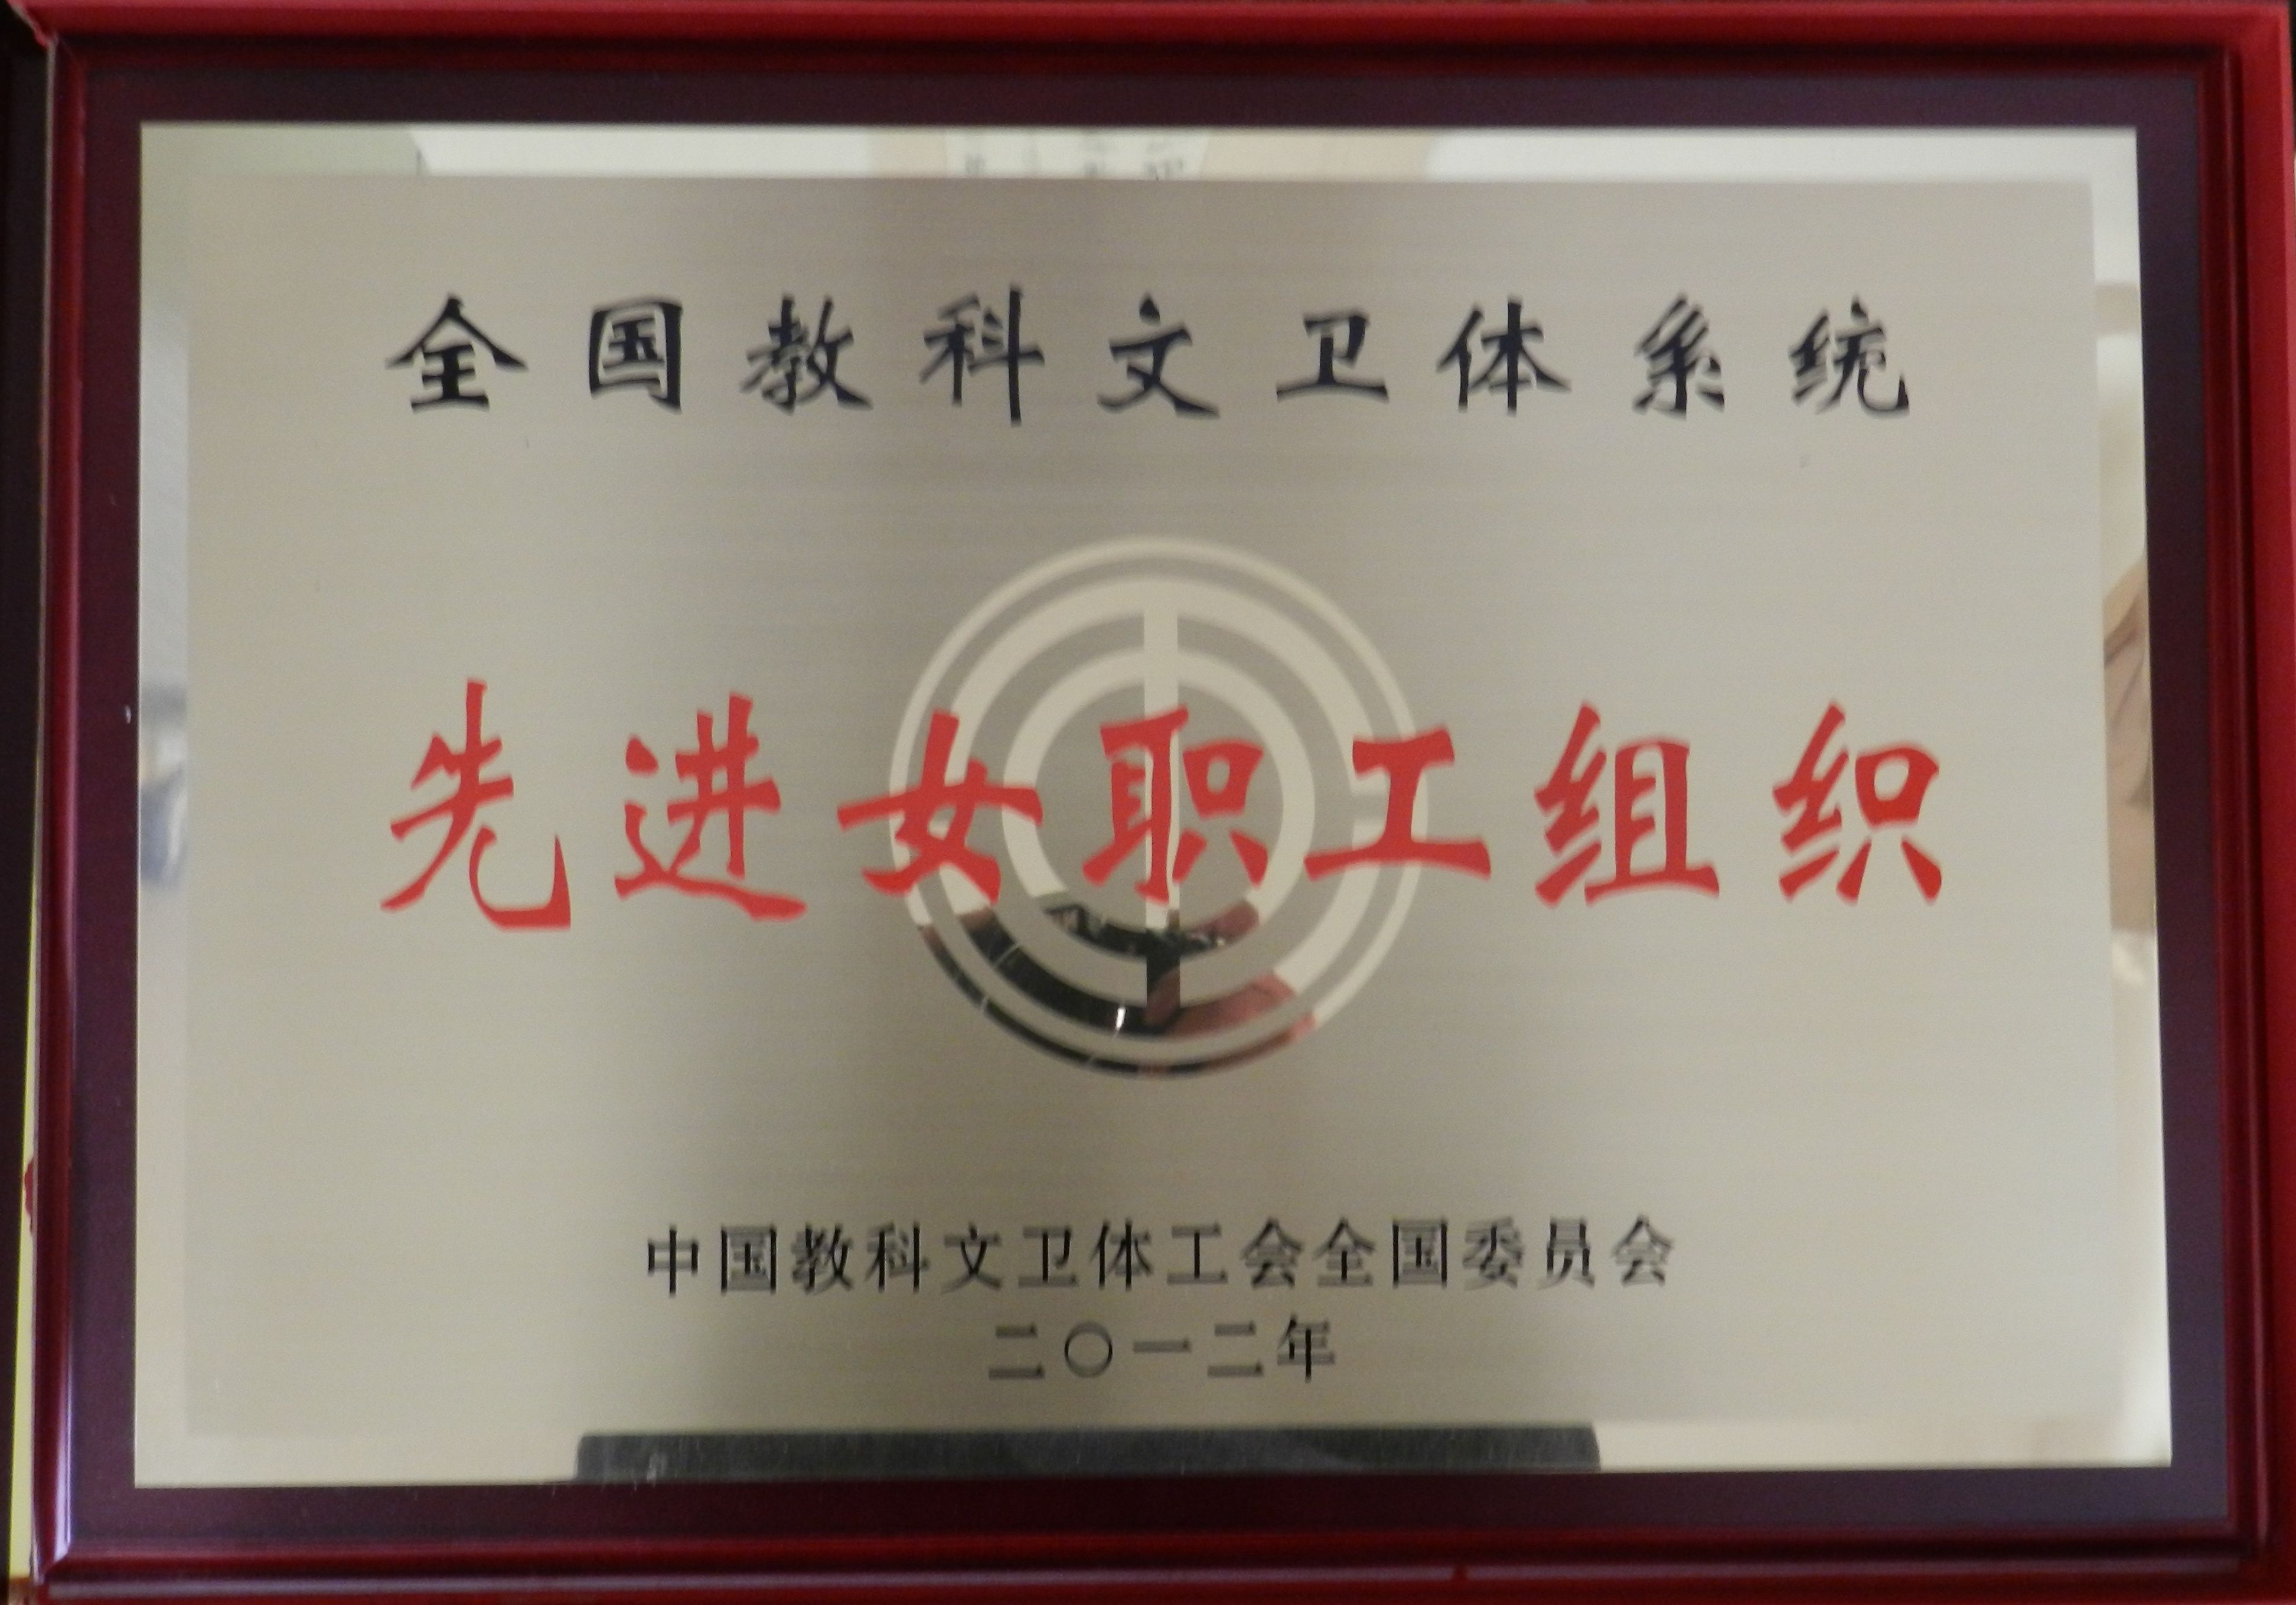 全国教科文卫体系统
先进女职工组织
中国教科文卫体工会全国委员会
二〇一二年